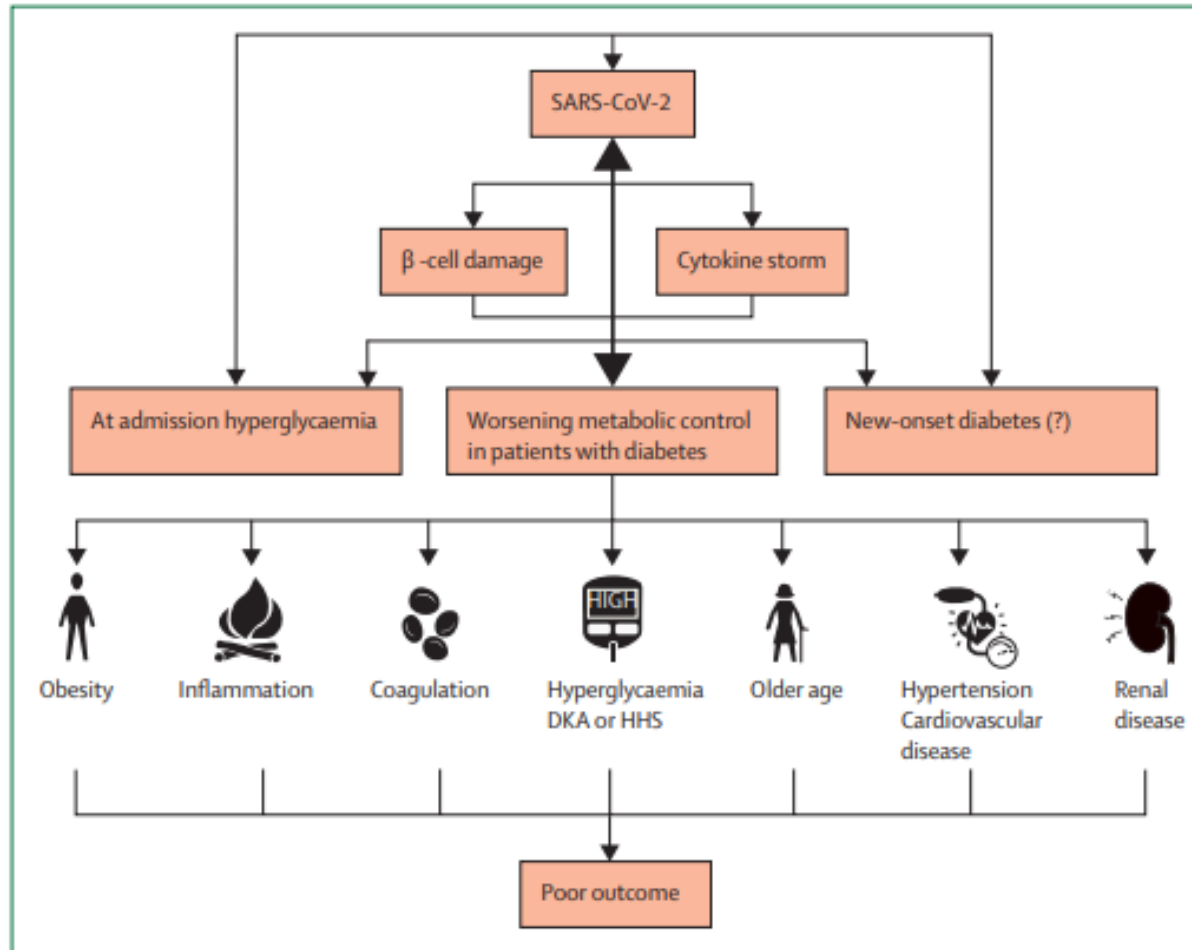 SARS-CoV-2
β -cell damage
Cytokine storm
At admission hyperglycaemia
Worsening metabolic control
in patients with diabetes
New-onset diabetes (?)
HIGH
Obesity
Inflammation
Coagulation
Hyperglycaemia
DKA or HHS
Older age
Hypertension
Cardiovascular
disease
Renal
disease
Poor outcome